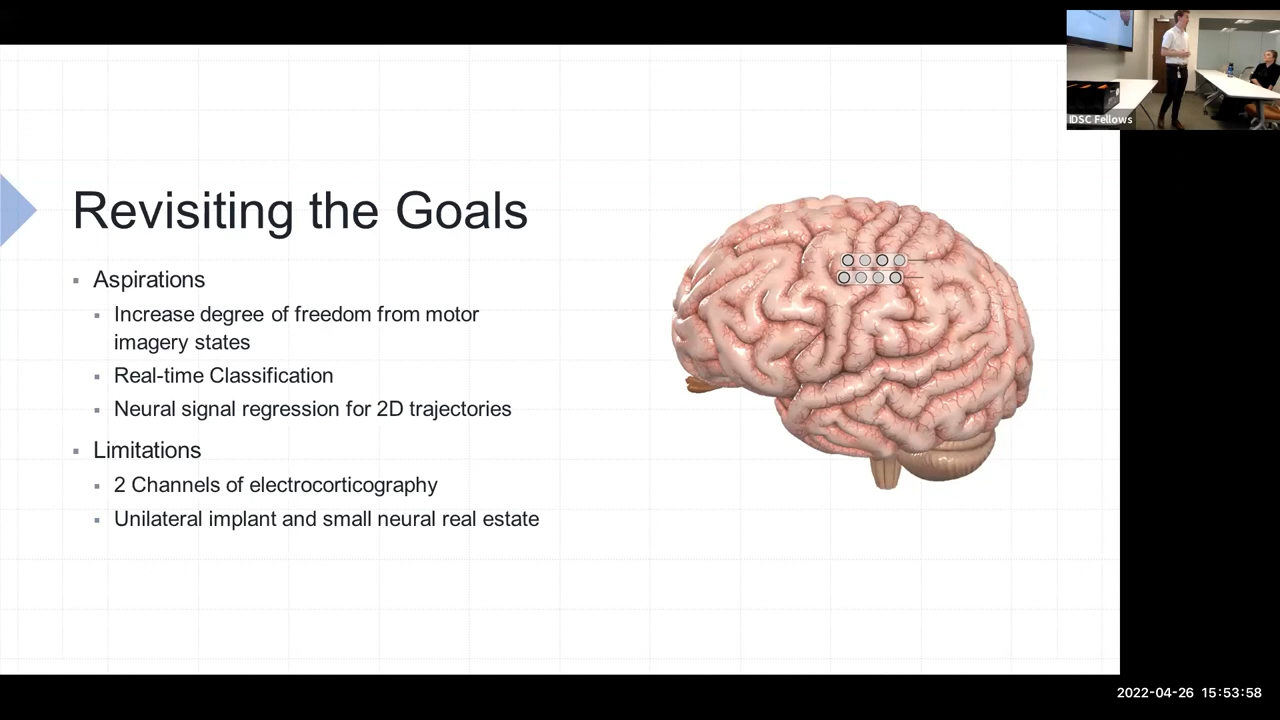 IDSC Fellows
Revisiting the Goals
Aspirations
Increase degree of freedom from motor
imagery states
Real-time Classification
Neural signal regression for 2D trajectories
Limitations
2 Channels of electrocorticography
Unilateral implant and small neural real estate
2022-04-26 15:53:58